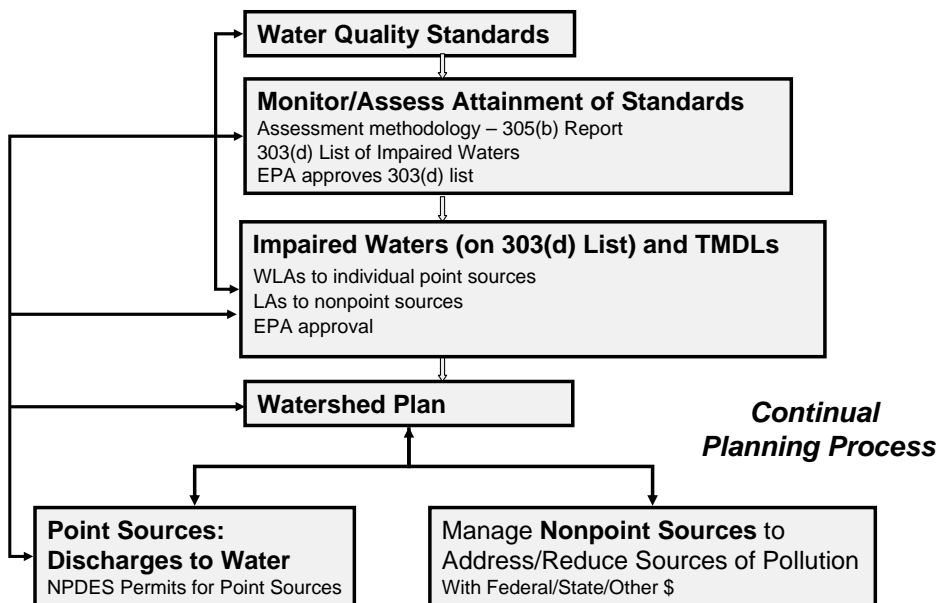 Water Quality Standards
Monitor/Assess Attainment of Standards
Assessment methodology – 305(b) Report
303(d) List of Impaired Waters
EPA approves 303(d) list
Impaired Waters (on 303(d) List) and TMDLs
WLAs to individual point sources
LAs to nonpoint sources
EPA approval
Watershed Plan
Continual
Planning Process
Point Sources:
Discharges to Water
NPDES Permits for Point Sources
Manage Nonpoint Sources to
Address/Reduce Sources of Pollution
With Federal/State/Other $